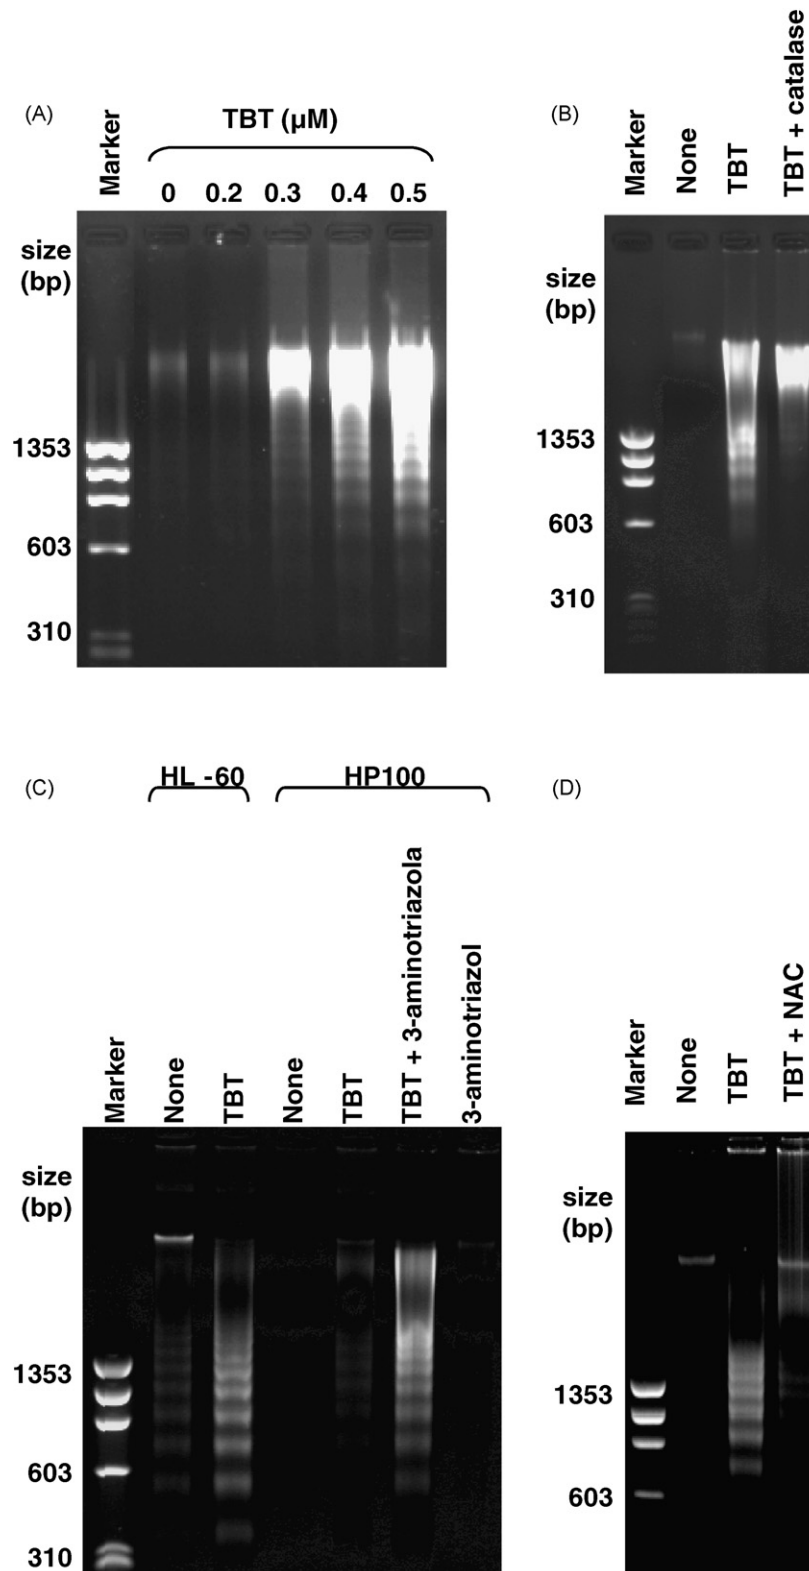 (A)
TBT (µM)
Marker
0 0.2 0.3 0.4 0.5
size
(bp)
1353
603
310
(B)
Marker
None
TBT
TBT + catalase
size
(bp)
1353
603
310
(C)
HL -60
HP100
Marker
None
TBT
None
TBT
TBT + 3-aminotriazola
3-aminotriazol
size
(bp)
1353
603
310
(D)
Marker
None
TBT
TBT + NAC
size
(bp)
1353
603